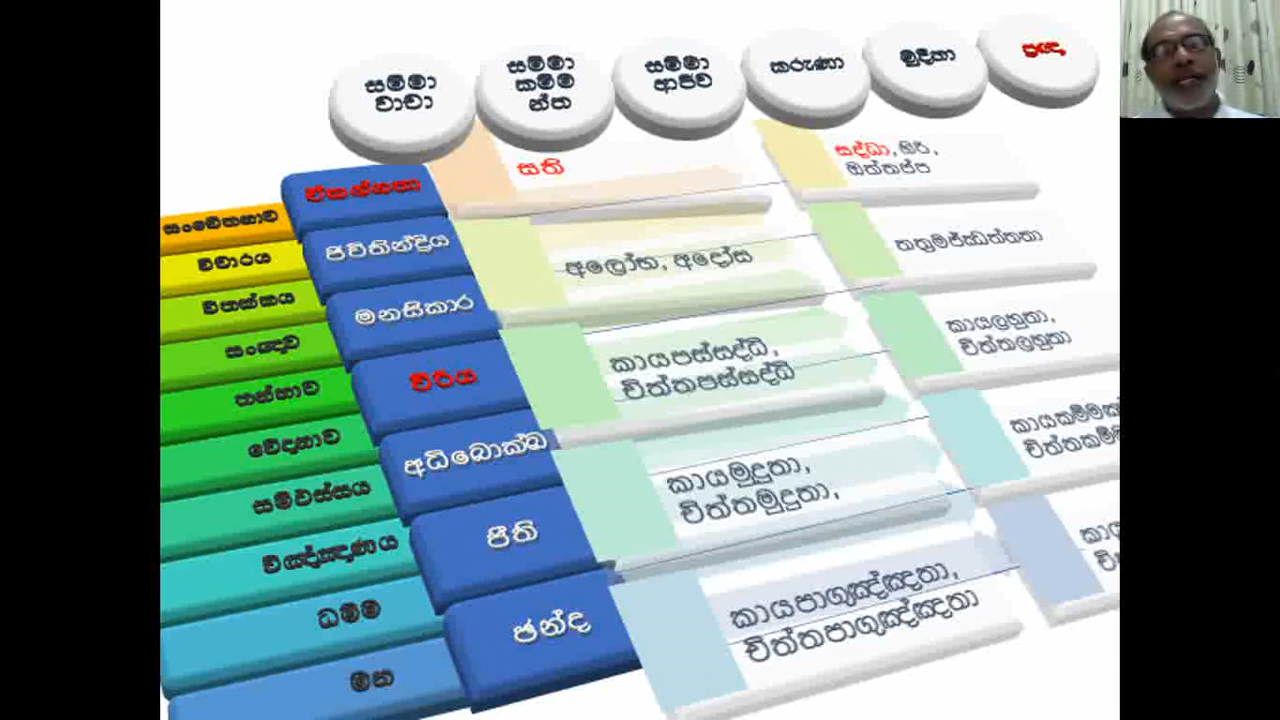 සම්මා
වාචා
සම්මා
කම්ම
න්ත
සම්මා
ආජිව
කරුණා
මුදිතා
ප්‍රඥා
සංචේතනාව
විචාරය
විතක්කය
සංඥාව
තන්හාව
වේදනාව
සම්ඵස්සය
විඤ්ඤාණය
ධම්ම
මන
ඒකග්ගතා
ජිවිතින්ද්‍රිය
මනසිකාර
විරිය
අධිමොක්ඛ
පීති
ඡන්ද
සති
අලෝභ, අදෝස
කායපස්සද්ධි,
චිත්තපස්සද්ධි
කායමුදුතා,
චිත්තමුදුතා,
කායපාගුඤ්ඤතා,
චිත්තපාගුඤ්ඤතා
සද්ධා, හිරි,
ඔත්තප්ප
තත්‍රමජ්ඣත්තතා
කායලහුතා,
චිත්තලහුතා